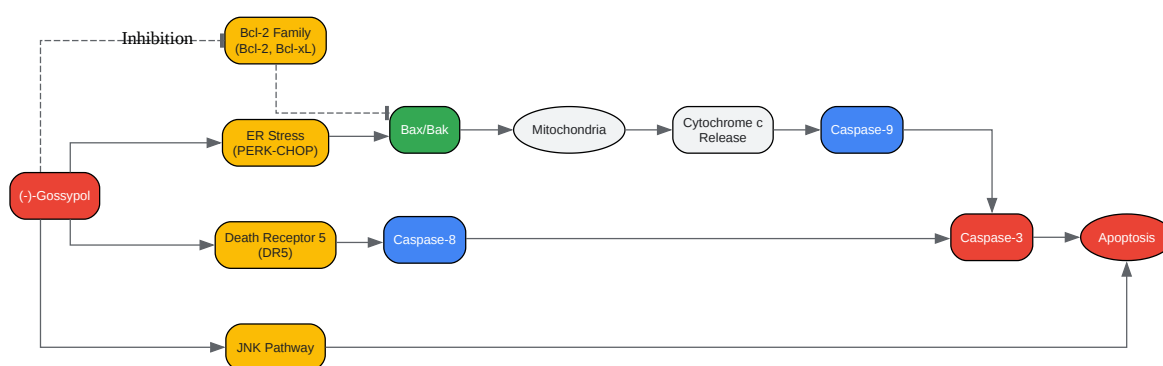 Inhibition
Bcl-2 Family
(Bcl-2, Bcl-xL)
ER Stress
(PERK-CHOP)
Bax/Bak
Mitochondria
Cytochrome c
Release
Caspase-9
(-)-Gossypol
Death Receptor 5
(DR5)
Caspase-8
Caspase-3
Apoptosis
JNK Pathway